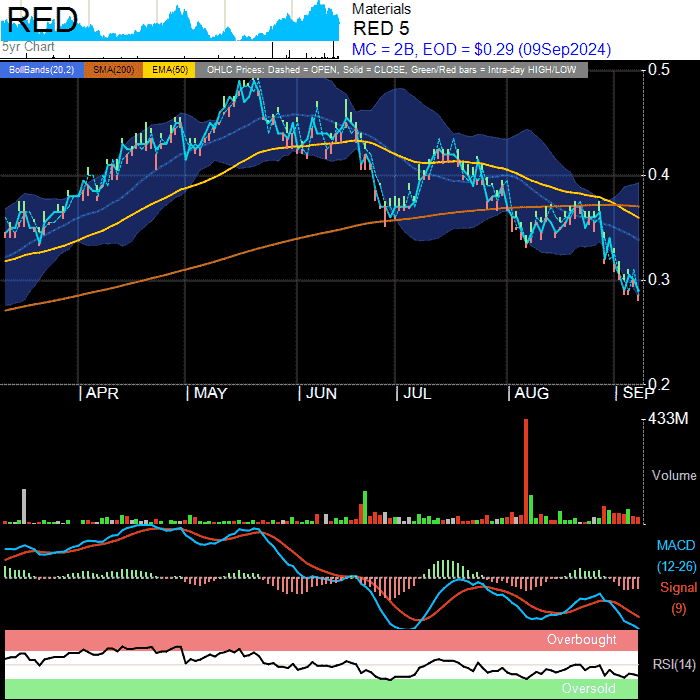 RED
5yr Chart
Materials
RED 5
MC = 2B, EOD = $0.29 (09Sep2024)
BollBands(20,2) SMA(200) EMA(50) OHLC Prices: Dashed = OPEN, Solid = CLOSE, Green/Red bars = Intra-day HIGH/LOW
0.5
0.4
0.3
0.2
APR MAY JUN JUL AUG SEP
433M
Volume
MACD
(12-26)
Signal
(9)
Overbought
RSI(14)
Oversold